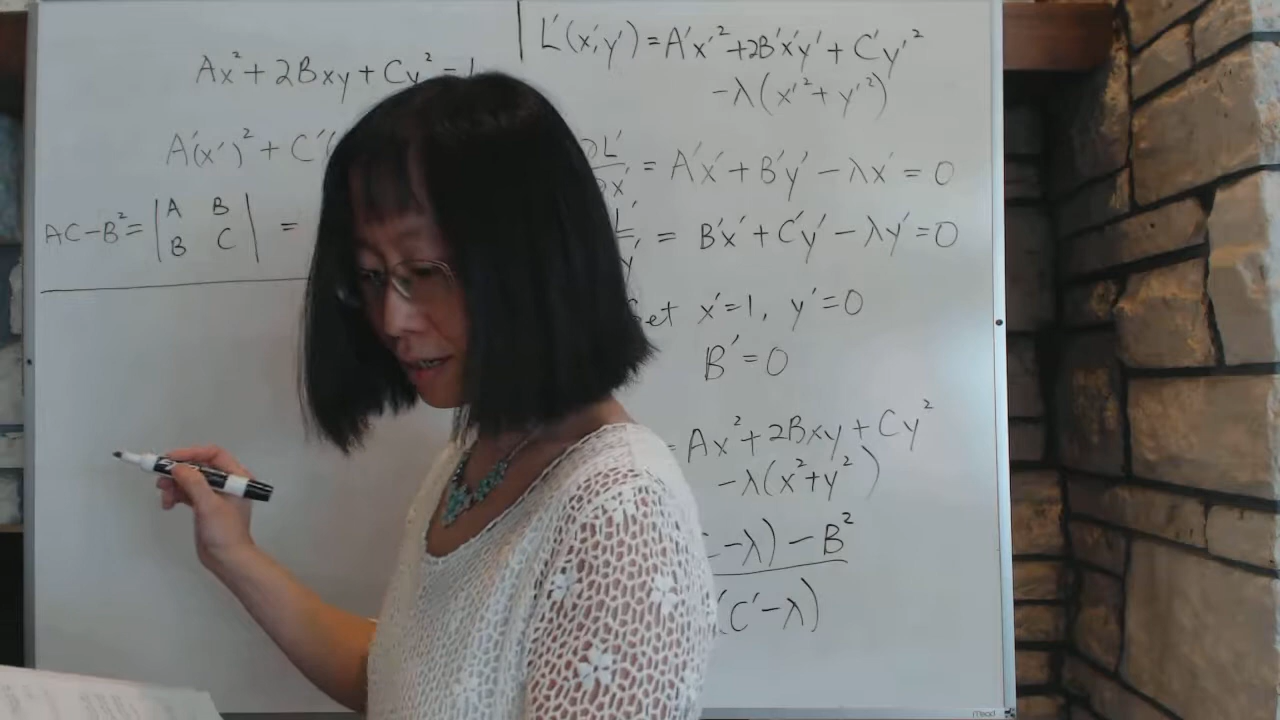 Ax² + 2Bxy + Cy² = 1
A′(x′)² + C′(
AC-B² = | A B | =
| B C |
L′(x′,y′) = A′x′² + 2B′x′y′ + C′y′²
-λ(x′² + y′²)
∂L′/∂x′ = A′x′ + B′y′ - λx′ = 0
= B′x′ + C′y′ - λy′ = 0
Set x′=1, y′=0
B′=0
= Ax² + 2Bxy + Cy²
-λ(x²+y²)
-λ) - B²
(C′-λ)
Mead